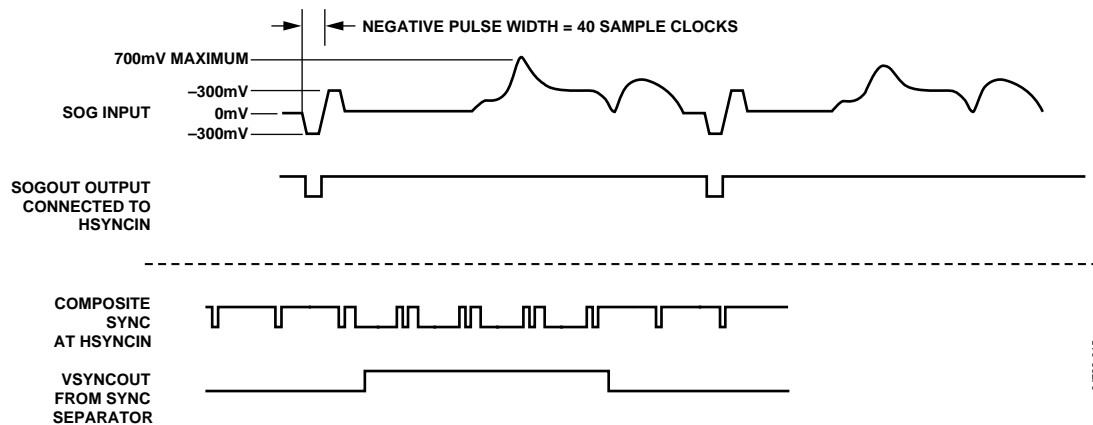 NEGATIVE PULSE WIDTH = 40 SAMPLE CLOCKS
700mV MAXIMUM
–300mV
SOG INPUT
0mV
–300mV
SOGOUT OUTPUT
CONNECTED TO
HSYNCIN
COMPOSITE
SYNC
AT HSYNCIN
VSYNCOUT
FROM SYNC
SEPARATOR